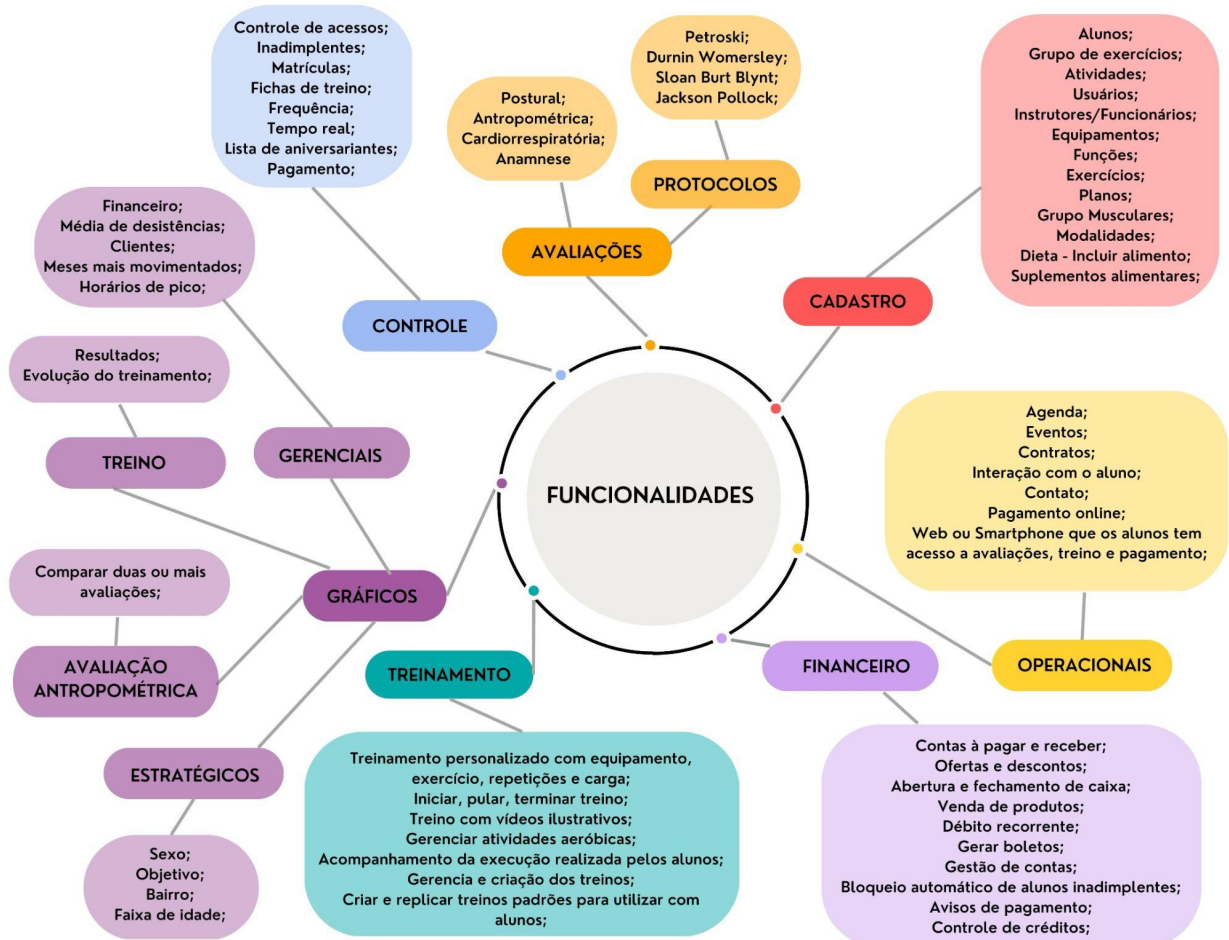 Controle de acessos;
Inadimplentes;
Matrículas;
Fichas de treino;
Frequência;
Tempo real;
Lista de aniversariantes;
Pagamento;
CONTROLE
Postural;
Antropométrica;
Cardiorrespiratória;
Anamnese
Petroski;
Durnin Womersley;
Sloan Burt Blynt;
Jackson Pollock;
PROTOCOLOS
AVALIAÇÕES
Alunos;
Grupo de exercícios;
Atividades;
Usuários;
Instrutores/Funcionários;
Equipamentos;
Funções;
Exercícios;
Planos;
Grupo Musculares;
Modalidades;
Dieta - Incluir alimento;
Suplementos alimentares;
CADASTRO
Financeiro;
Média de desistências;
Clientes;
Meses mais movimentados;
Horários de pico;
GERENCIAIS
Resultados;
Evolução do treinamento;
TREINO
FUNCIONALIDADES
Agenda;
Eventos;
Contratos;
Interação com o aluno;
Contato;
Pagamento online;
Web ou Smartphone que os alunos tem
acesso a avaliações, treino e pagamento;
OPERACIONAIS
Comparar duas ou mais
avaliações;
AVALIAÇÃO
ANTROPOMÉTRICA
GRÁFICOS
ESTRATÉGICOS
Sexo;
Objetivo;
Bairro;
Faixa de idade;
TREINAMENTO
Treinamento personalizado com equipamento,
exercício, repetições e carga;
Iniciar, pular, terminar treino;
Treino com vídeos ilustrativos;
Gerenciar atividades aeróbicas;
Acompanhamento da execução realizada pelos alunos;
Gerencia e criação dos treinos;
Criar e replicar treinos padrões para utilizar com
alunos;
FINANCEIRO
Contas à pagar e receber;
Ofertas e descontos;
Abertura e fechamento de caixa;
Venda de produtos;
Débito recorrente;
Gerar boletos;
Gestão de contas;
Bloqueio automático de alunos inadimplentes;
Avisos de pagamento;
Controle de créditos;